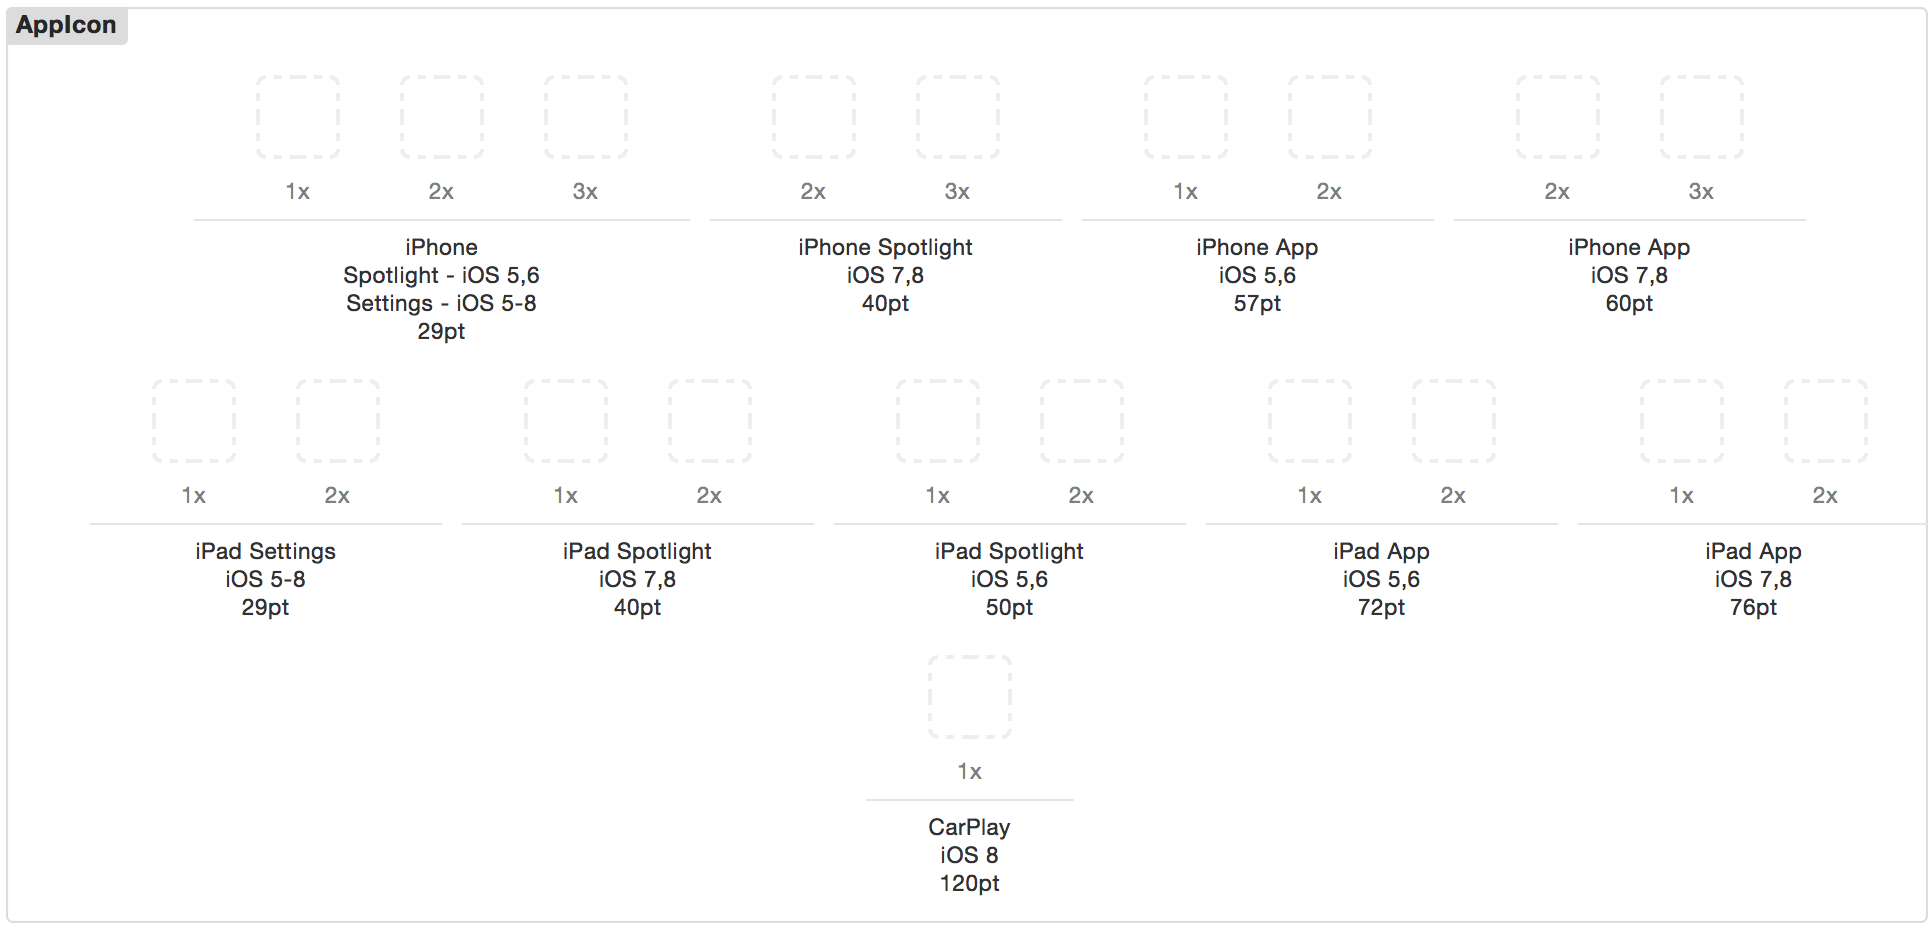 AppIcon
1x 2x 3x 2x 3x 1x 2x 2x 3x
iPhone
Spotlight - iOS 5,6
Settings - iOS 5-8
29pt
iPhone Spotlight
iOS 7,8
40pt
iPhone App
iOS 5,6
57pt
iPhone App
iOS 7,8
60pt
1x 2x 1x 2x 1x 2x 1x 2x 1x 2x
iPad Settings
iOS 5-8
29pt
iPad Spotlight
iOS 7,8
40pt
iPad Spotlight
iOS 5,6
50pt
iPad App
iOS 5,6
72pt
iPad App
iOS 7,8
76pt
1x
CarPlay
iOS 8
120pt